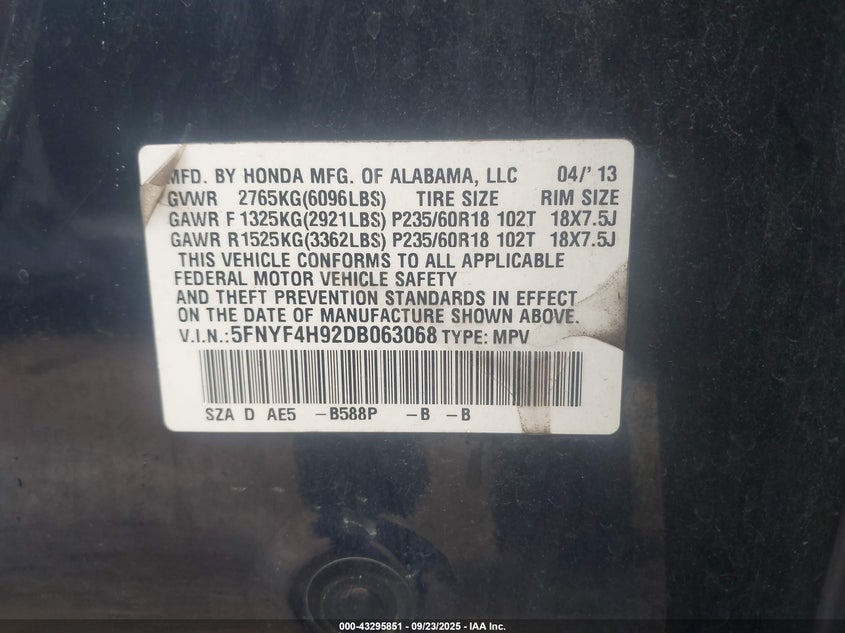 MFD. BY HONDA MFG. OF ALABAMA, LLC 04/' 13
GVWR 2765KG(6096LBS) TIRE SIZE RIM SIZE
GAWR F 1325KG(2921LBS) P235/60R18 102T 18X7.5J
GAWR R1525KG(3362LBS) P235/60R18 102T 18X7.5J
THIS VEHICLE CONFORMS TO ALL APPLICABLE
FEDERAL MOTOR VEHICLE SAFETY
AND THEFT PREVENTION STANDARDS IN EFFECT
ON THE DATE OF MANUFACTURE SHOWN ABOVE.
V.I.N.:5FNYF4H92DB063068 TYPE: MPV
SZA D AE5 -B588P -B -B
000-43295851 - 09/23/2025 - IAA Inc.